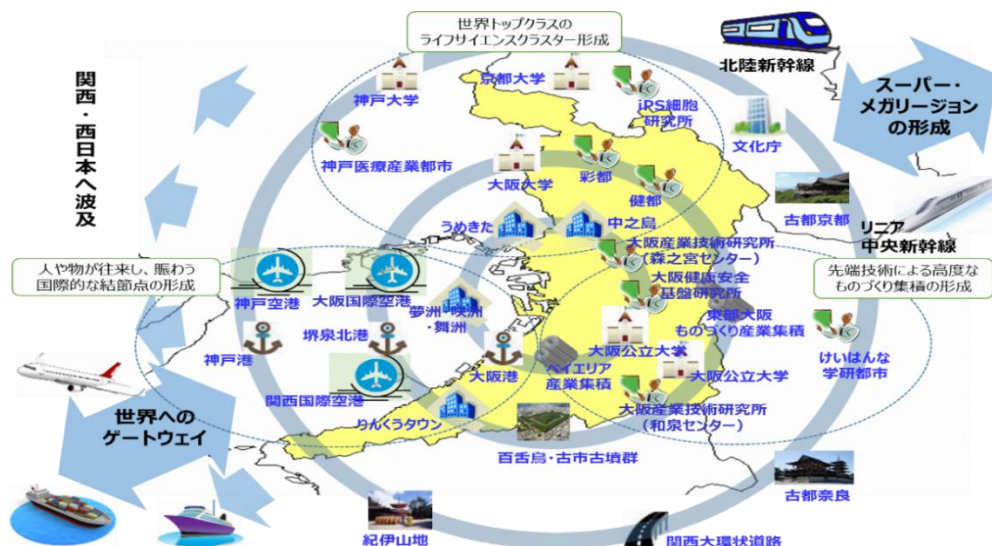 世界トップクラスの
ライフサイエンスクラスター形成
北陸新幹線
スーパー・
メガリージョン
の形成
関西・西日本へ波及
神戸大学
京都大学
iPS細胞
研究所
文化庁
神戸医療産業都市
大阪大学
彩都
健都
古都京都
リニア
中央新幹線
うめきた
中之島
大阪産業技術研究所
(森之宮センター)
人や物が往来し、賑わう
国際的な結節点の形成
先端技術による高度な
ものづくり集積の形成
神戸空港
大阪国際空港
夢洲・咲洲
・舞洲
大阪健康安全
基盤研究所
東部大阪
ものづくり産業集積
神戸港
堺泉北港
大阪港
ベイエリア
産業集積
大阪公立大学
大阪公立大学
けいはんな
学研都市
関西国際空港
りんくうタウン
大阪産業技術研究所
(和泉センター)
世界への
ゲートウェイ
百舌鳥・古市古墳群
古都奈良
紀伊山地
関西大環状道路